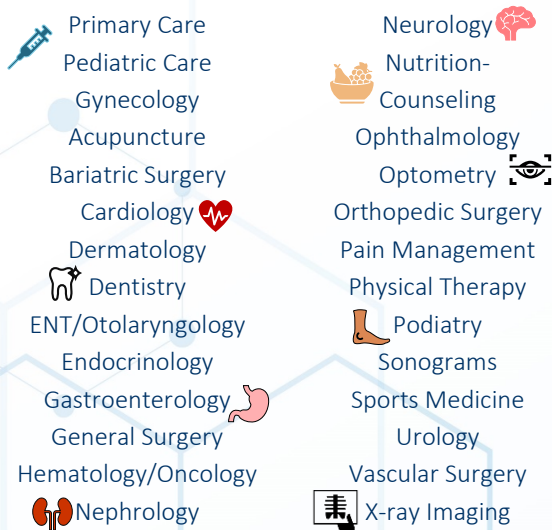 Primary Care
Pediatric Care
Gynecology
Acupuncture
Bariatric Surgery
Cardiology
Dermatology
Dentistry
ENT/Otolaryngology
Endocrinology
Gastroenterology
General Surgery
Hematology/Oncology
Nephrology
Neurology
Nutrition-
Counseling
Ophthalmology
Optometry
Orthopedic Surgery
Pain Management
Physical Therapy
Podiatry
Sonograms
Sports Medicine
Urology
Vascular Surgery
X-ray Imaging